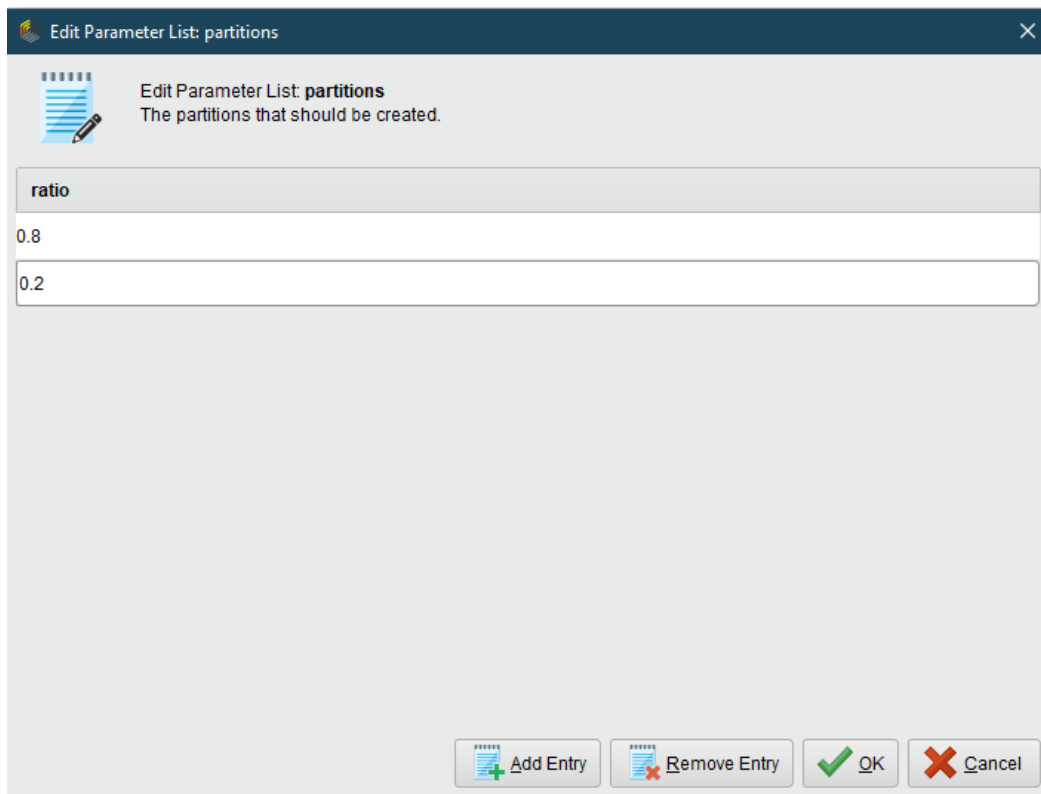 Edit Parameter List: partitions
Edit Parameter List: partitions
The partitions that should be created.
ratio
0.8
0.2
Add Entry
Remove Entry
OK
Cancel